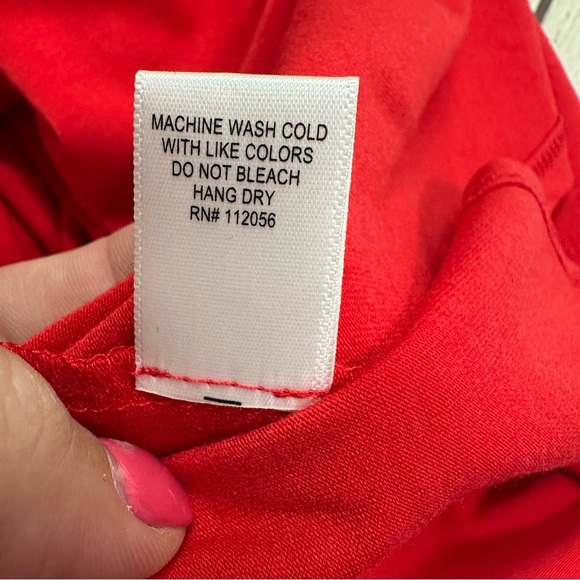 MACHINE WASH COLD
WITH LIKE COLORS
DO NOT BLEACH
HANG DRY
RN# 112056